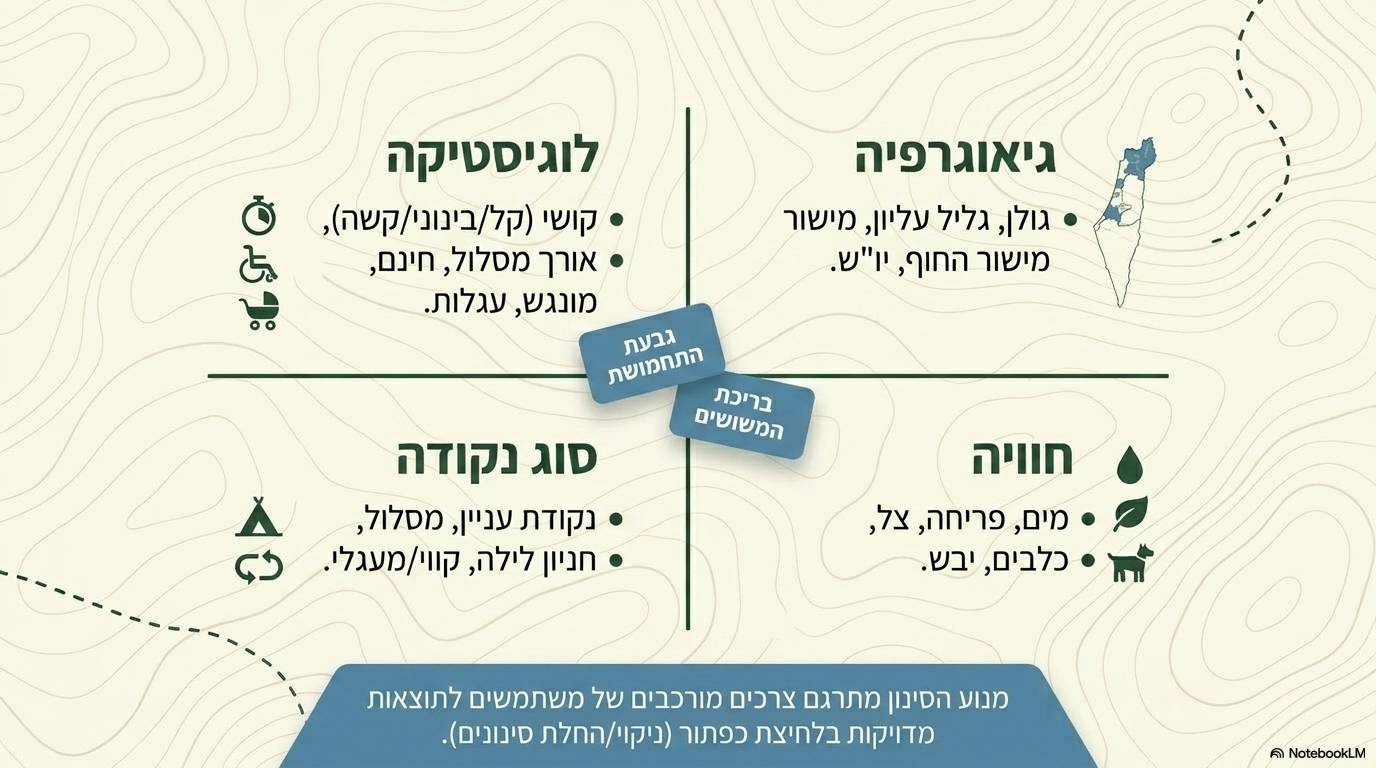 גיאוגרפיה
• גולן, גליל עליון, מישור
מישור החוף, יו"ש.
לוגיסטיקה
• קושי (קל/בינוני/קשה),
• אורך מסלול, חינם,
מונגש, עגלות.
גבעת
התחמושת
בריכת
המשושים
חוויה
• מים, פריחה, צל,
• כלבים, יבש.
סוג נקודה
• נקודת עניין, מסלול,
• חניון לילה, קווי/מעגלי.
מנוע הסינון מתרגם צרכים מורכבים של משתמשים לתוצאות
מדויקות בלחיצת כפתור (ניקוי/החלת סינונים).
NotebookLM